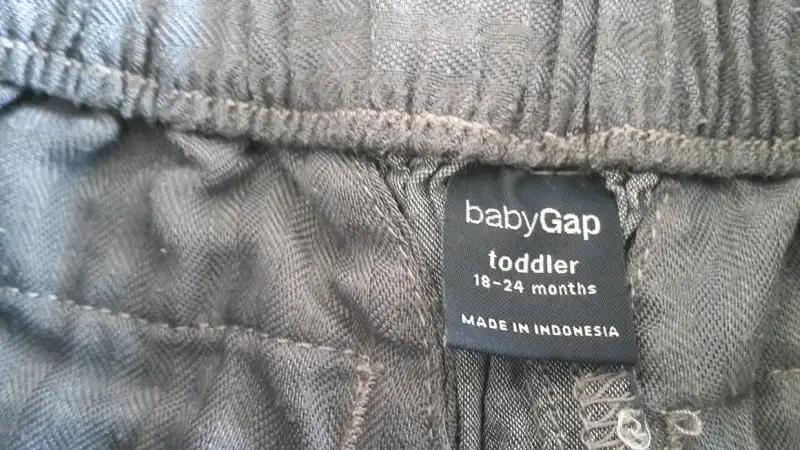 babyGap
toddler
18-24 months
MADE IN INDONESIA